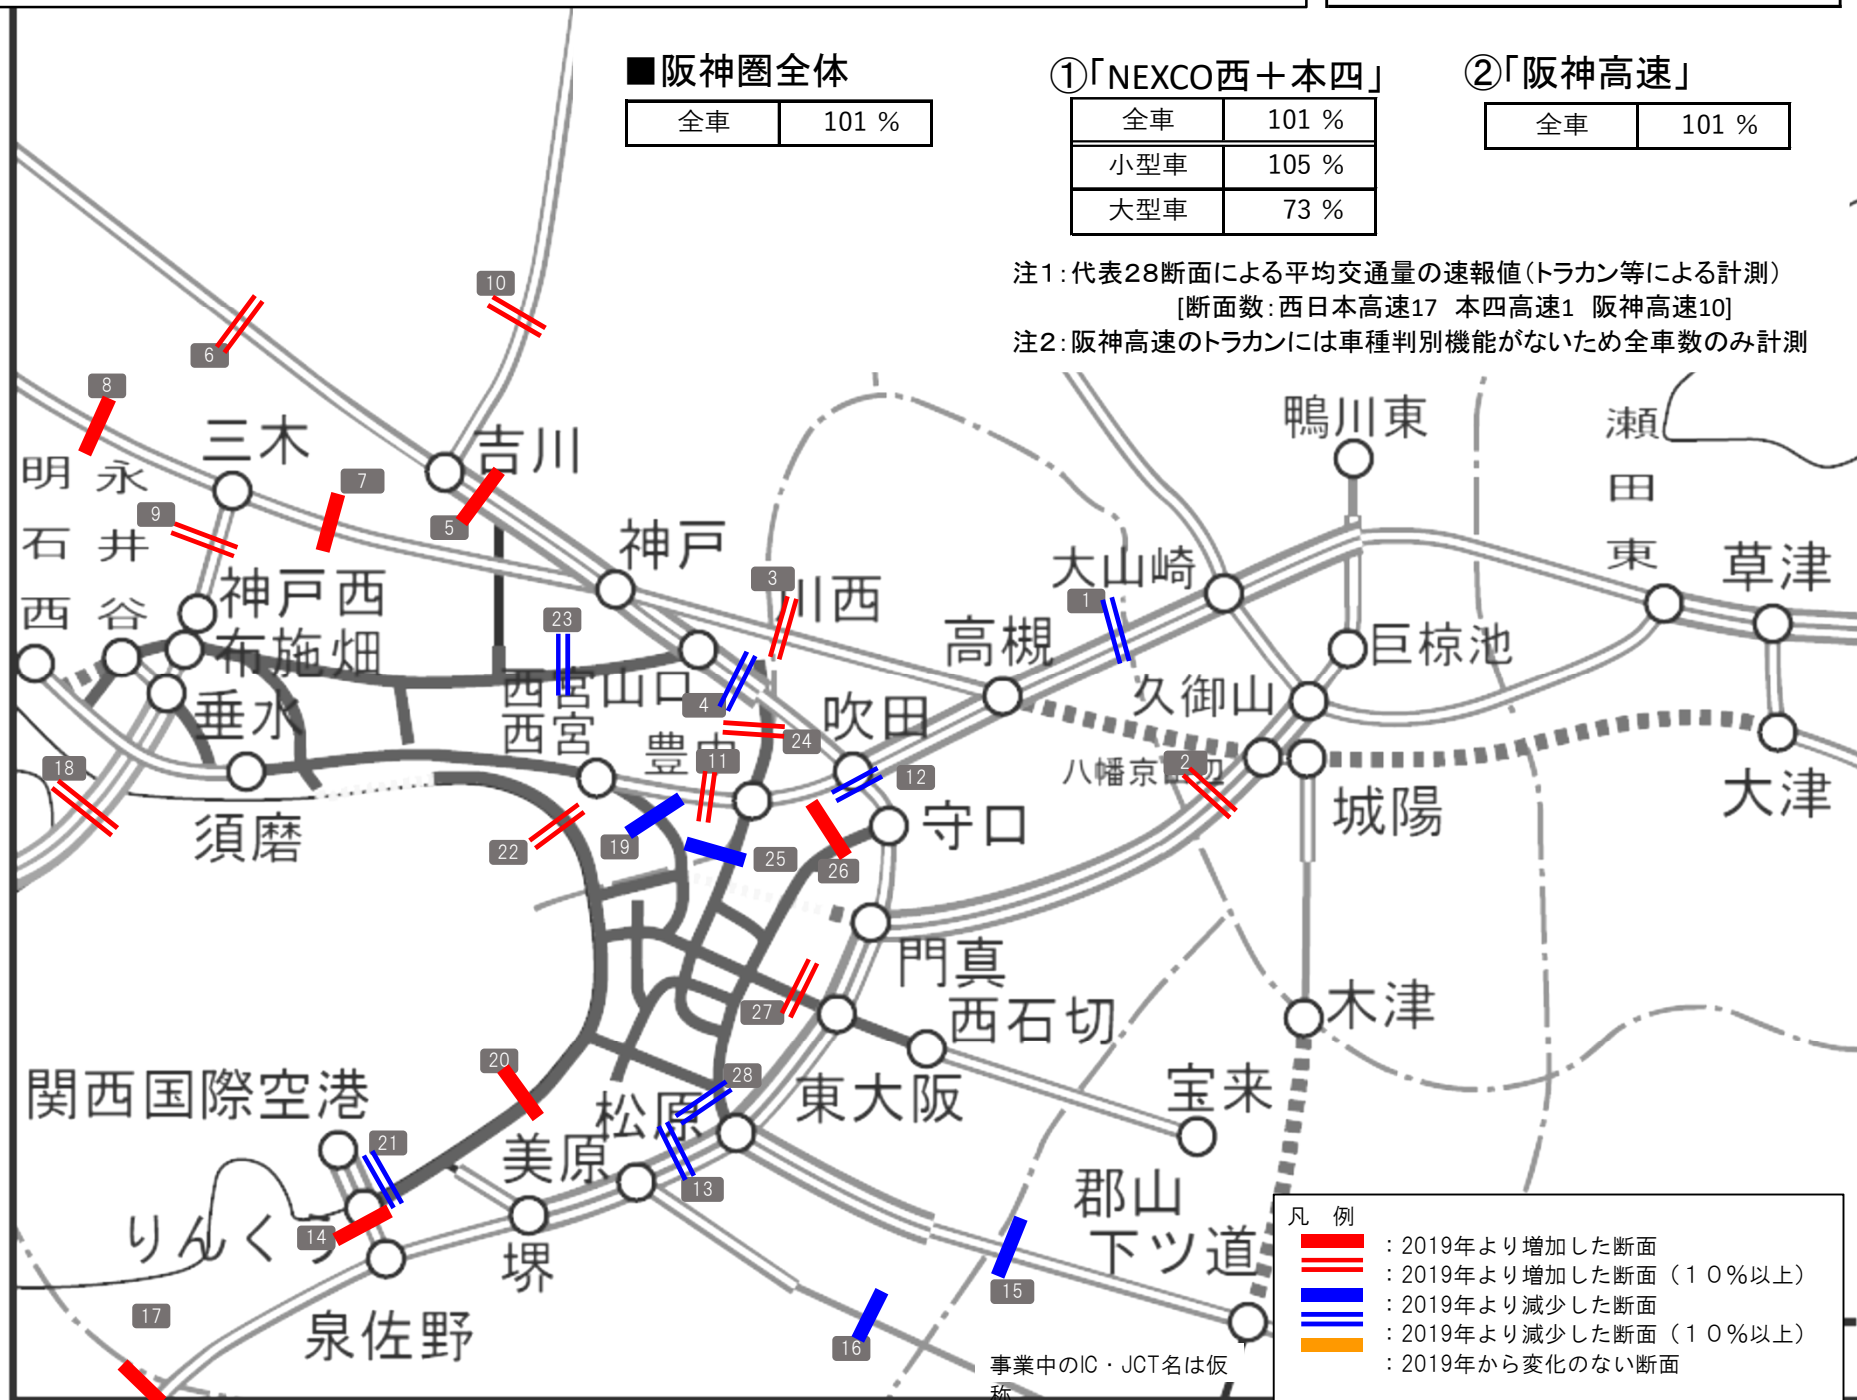 ■阪神圏全体
全車 101 %
①「NEXCO西＋本四」
全車 101 %
小型車 105 %
大型車 73 %
②「阪神高速」
全車 101 %
注1：代表28断面による平均交通量の速報値（トラカン等による計測）
[断面数：西日本高速17 本四高速1 阪神高速10]
注2：阪神高速のトラカンには車種判別機能がないため全車数のみ計測
10
6
8
三木
吉川
鴨川東
瀬田東
明石西
永井谷
7
9
5
神戸
大山崎
草津
神戸西
3
川西
1
布施畑
23
高槻
巨椋池
西宮山口
4
久御山
垂水
西宮
吹田
24
豊中
11
18
12
八幡京田辺
2
大津
城陽
須磨
22
19
25
26
守口
門真
27
西石切
木津
20
28
関西国際空港
松原
東大阪
宝来
21
美原
13
郡山
下ツ道
りんくう
14
堺
15
17
泉佐野
16
事業中のIC・JCT名は仮
称
凡 例
：2019年より増加した断面
：2019年より増加した断面（１０％以上）
：2019年より減少した断面
：2019年より減少した断面（１０％以上）
：2019年から変化のない断面